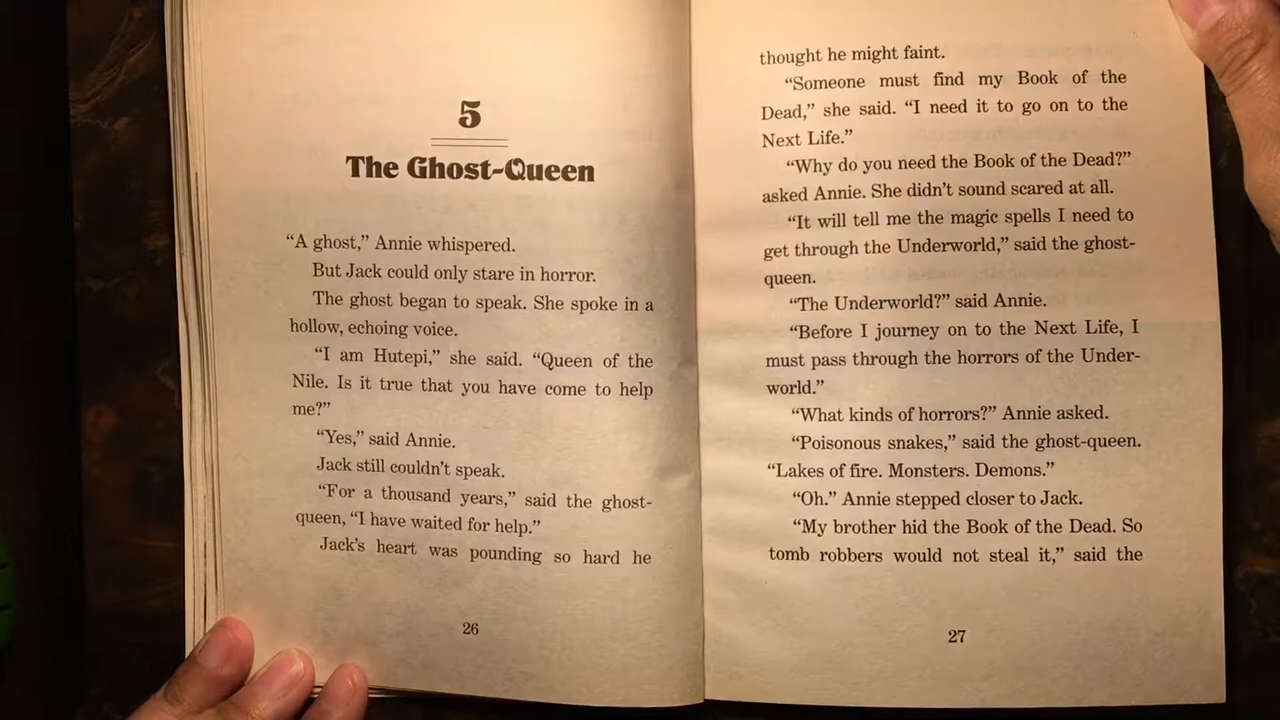 5
The Ghost-Queen
“A ghost,” Annie whispered.
But Jack could only stare in horror.
The ghost began to speak. She spoke in a
hollow, echoing voice.
“I am Hutepi,” she said. “Queen of the
Nile. Is it true that you have come to help
me?”
“Yes,” said Annie.
Jack still couldn’t speak.
“For a thousand years,” said the ghost-
queen, “I have waited for help.”
Jack’s heart was pounding so hard he
26
thought he might faint.
“Someone must find my Book of the
Dead,” she said. “I need it to go on to the
Next Life.”
“Why do you need the Book of the Dead?”
asked Annie. She didn’t sound scared at all.
“It will tell me the magic spells I need to
get through the Underworld,” said the ghost-
queen.
“The Underworld?” said Annie.
“Before I journey on to the Next Life, I
must pass through the horrors of the Under-
world.”
“What kinds of horrors?” Annie asked.
“Poisonous snakes,” said the ghost-queen.
“Lakes of fire. Monsters. Demons.”
“Oh.” Annie stepped closer to Jack.
“My brother hid the Book of the Dead. So
tomb robbers would not steal it,” said the
27